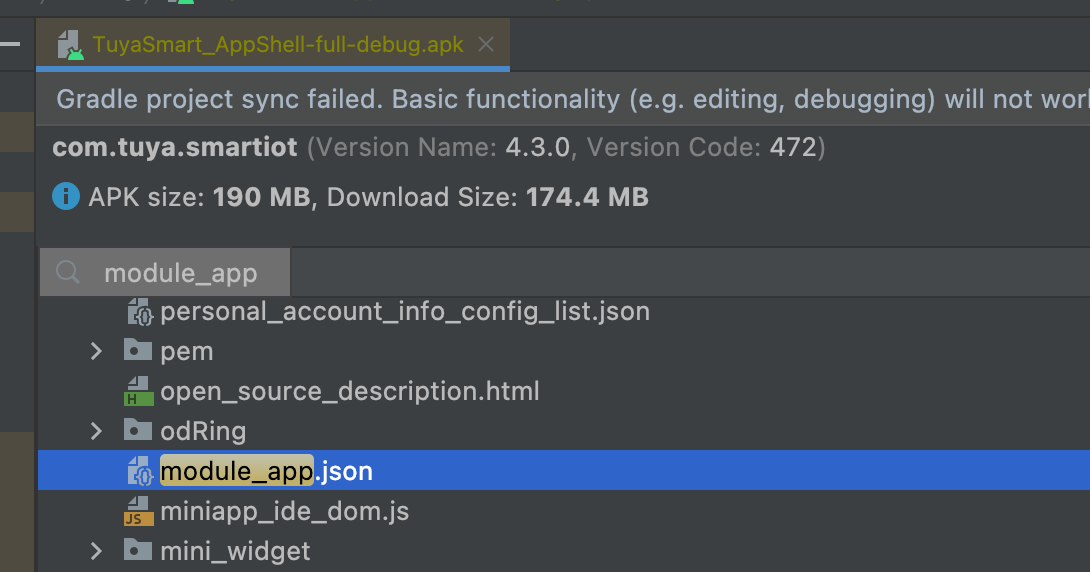 TuyaSmart_AppShell-full-debug.apk
Gradle project sync failed. Basic functionality (e.g. editing, debugging) will not work
com.tuya.smartiot (Version Name: 4.3.0, Version Code: 472)
APK size: 190 MB, Download Size: 174.4 MB
module_app
personal_account_info_config_list.json
pem
H open_source_description.html
odRing
module_app.json
JS miniapp_ide_dom.js
mini_widget